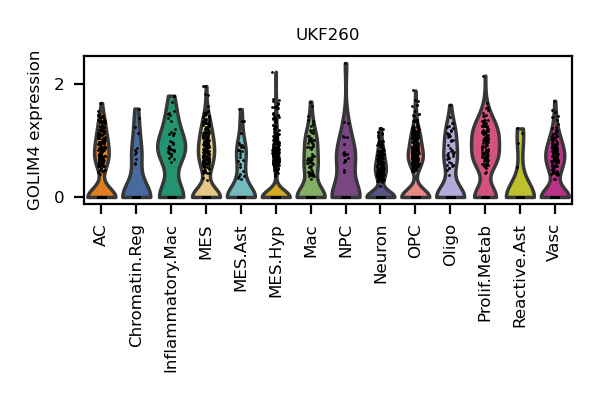 UKF260
GOLIM4 expression
2
0
AC
Chromatin.Reg
Inflammatory.Mac
MES
MES.Ast
MES.Hyp
Mac
NPC
Neuron
OPC
Oligo
Prolif.Metab
Reactive.Ast
Vasc